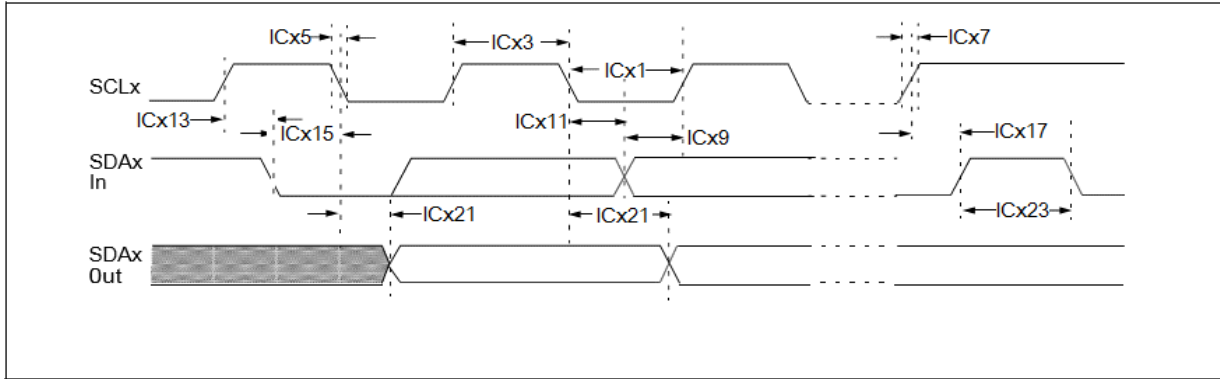 ICx5
ICx3
ICx7
SCLx
ICx1
ICx13
ICx15
ICx11
ICx9
ICx17
SDAx
In
ICx21
ICx21
ICx23
SDAx
Out